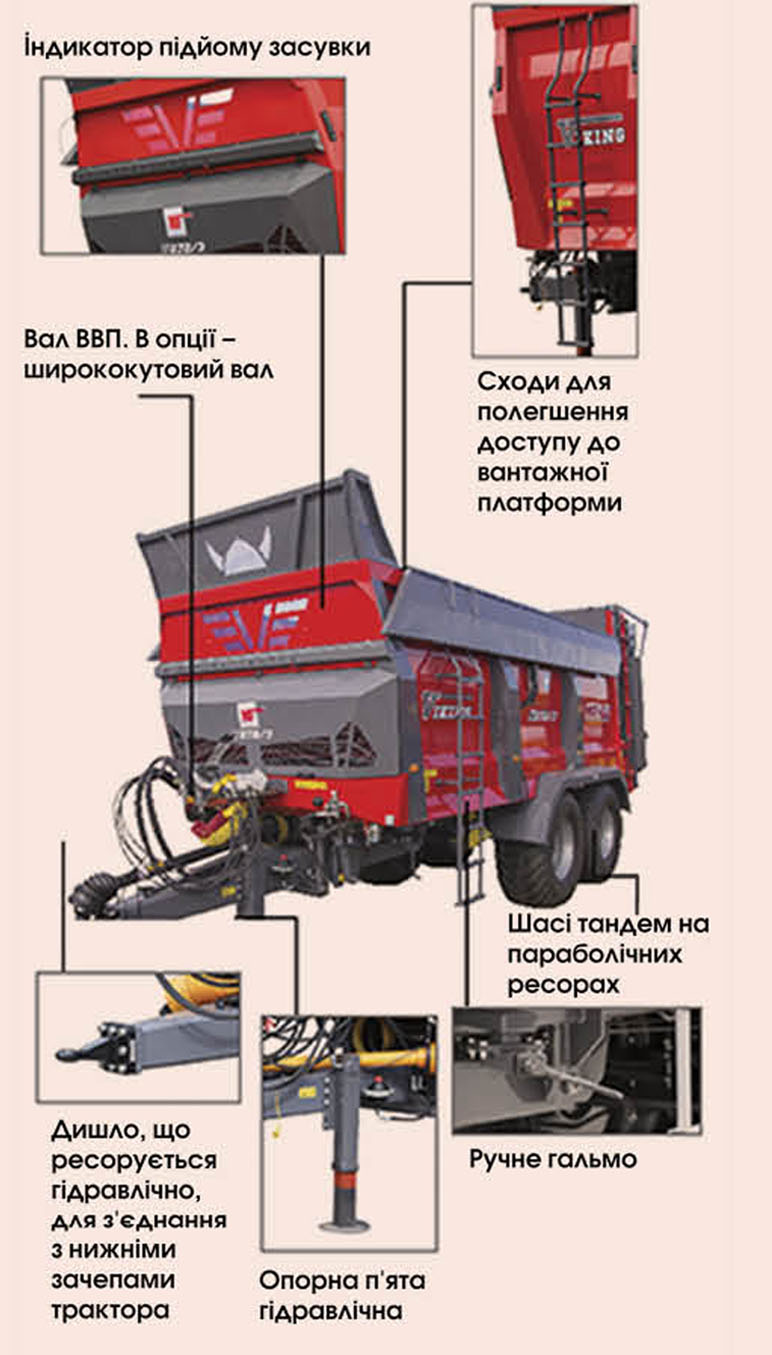 Індикатор підйому засувки
KING
Вал ВВП. В опції –
ширококутовий вал
Сходи для
полегшення
доступу до
вантажної
платформи
Шасі тандем на
параболічних
ресорах
Дишло, що
ресорується
гідравлічно,
для з'єднання
з нижніми
зачепами
трактора
Опорна п'ята
гідравлічна
Ручне гальмо